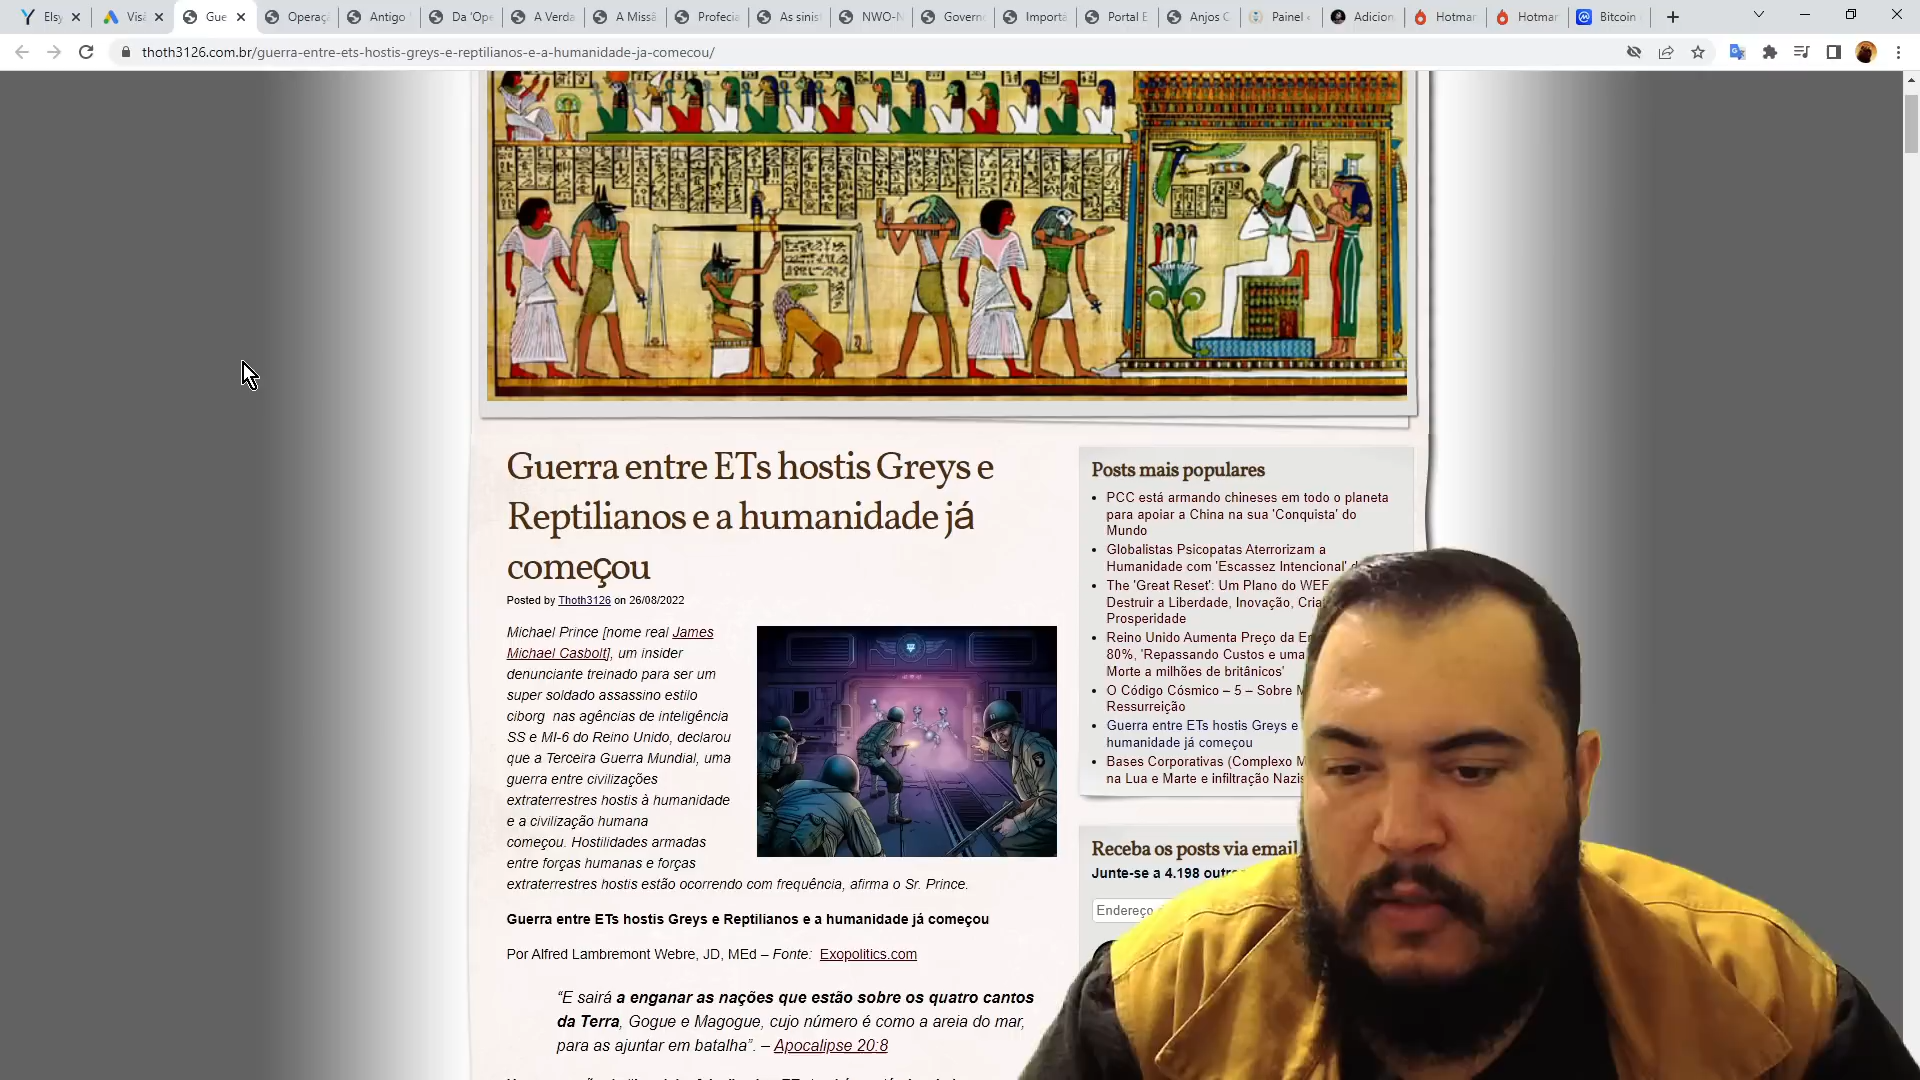 Elsy
Visã
Gue
Operaçã
Antigo
Da 'Ope
A Verda
A Missã
Profecia
As sinis
NWO-N
Govern
Importa
Portal E
Anjos C
Painel
Adicion
Hotmar
Hotmar
Bitcoin
thoth3126.com.br/guerra-entre-ets-hostis-greys-e-reptilianos-e-a-humanidade-ja-comecou/
Guerra entre ETs hostis Greys e
Reptilianos e a humanidade já
começou
Posted by Thoth3126 on 26/08/2022
Michael Prince [nome real James
Michael Casbolt], um insider
denunciante treinado para ser um
super soldado assassino estilo
ciborg nas agências de inteligência
SS e MI-6 do Reino Unido, declarou
que a Terceira Guerra Mundial, uma
guerra entre civilizações
extraterrestres hostis à humanidade
e a civilização humana
começou. Hostilidades armadas
entre forças humanas e forças
extraterrestres hostis estão ocorrendo com frequência, afirma o Sr. Prince.
Guerra entre ETs hostis Greys e Reptilianos e a humanidade já começou
Por Alfred Lambremont Webre, JD, MEd – Fonte: Exopolitics.com
“E sairá a enganar as nações que estão sobre os quatro cantos
da Terra, Gogue e Magogue, cujo número é como a areia do mar,
para as ajuntar em batalha”. – Apocalipse 20:8
Posts mais populares
PCC está armando chineses em todo o planeta
para apoiar a China na sua 'Conquista' do
Mundo
Globalistas Psicopatas Aterrorizam a
Humanidade com 'Escassez Intencional'
The 'Great Reset': Um Plano do WEF
Destruir a Liberdade, Inovação, Cria
Prosperidade
Reino Unido Aumenta Preço da En
80%, 'Repassando Custos e uma
Morte a milhões de britânicos'
O Código Cósmico – 5 – Sobre M
Ressurreição
Guerra entre ETs hostis Greys e
humanidade já começou
Bases Corporativas (Complexo M
na Lua e Marte e infiltração Nazis
Receba os posts via email
Junte-se a 4.198 outr
Endereço